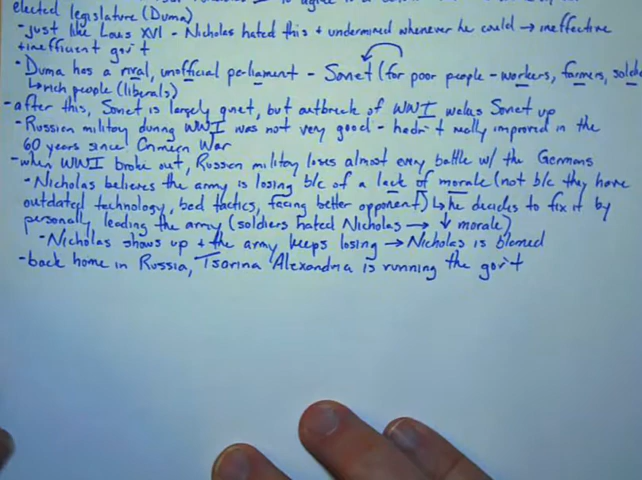 elected legislature (Duma)
-just like Louis XVI - Nicholas hated this + undermined whenever he could → ineffective
+inefficient gov't
-Duma has a rival, unofficial parliament - Soviet (for poor people - workers, farmers, soldie
↳rich people (liberals)
-after this, Soviet is largely quiet, but outbreak of WWI wakes Soviet up
-Russian military during WWI was not very good - hadn't really improved in the
60 years since Crimean War
-when WWI broke out, Russian military loses almost every battle w/ the Germans
-Nicholas believes the army is losing b/c of a lack of morale (not b/c they have
outdated technology, bad tactics, facing better opponent) ↳he decides to fix it by
personally leading the army (soldiers hated Nicholas → ↓ morale)
-Nicholas shows up + the army keeps losing → Nicholas is blamed
-back home in Russia, Tsarina Alexandria is running the gov't